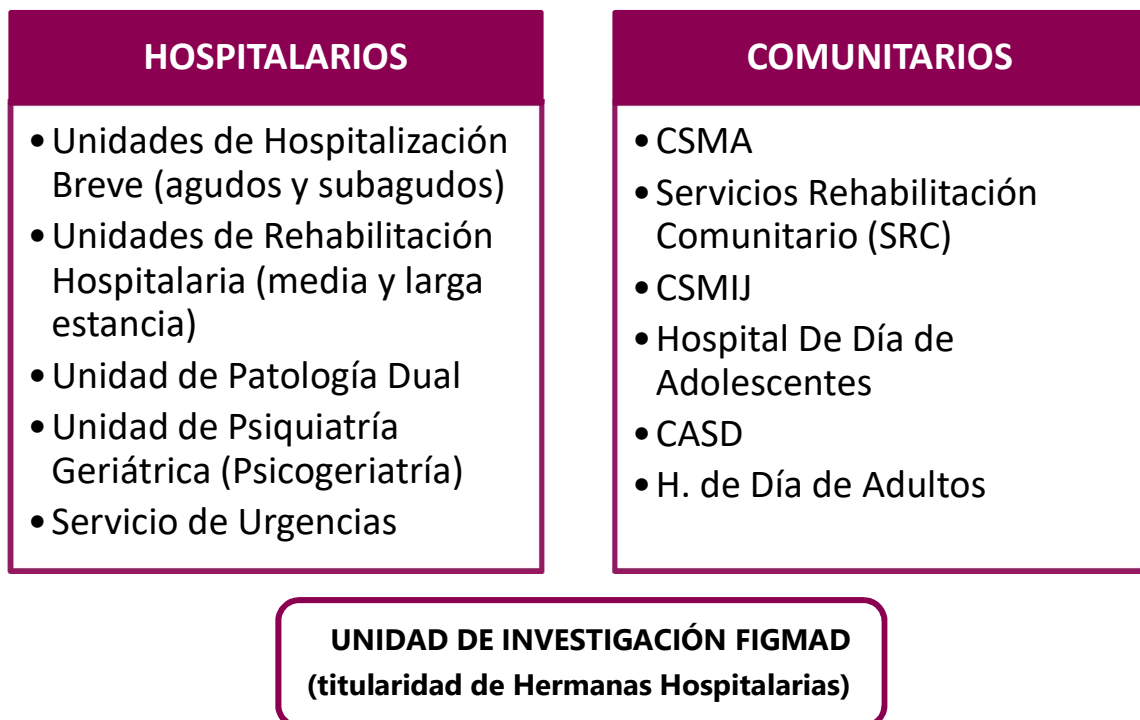 HOSPITALARIOS
• Unidades de Hospitalización
Breve (agudos y subagudos)
• Unidades de Rehabilitación
Hospitalaria (media y larga
estancia)
• Unidad de Patología Dual
• Unidad de Psiquiatría
Geriátrica (Psicogeriatría)
• Servicio de Urgencias
COMUNITARIOS
• CSMA
• Servicios Rehabilitación
Comunitario (SRC)
• CSMIJ
• Hospital De Día de
Adolescentes
• CASD
• H. de Día de Adultos
UNIDAD DE INVESTIGACIÓN FIGMAD
(titularidad de Hermanas Hospitalarias)